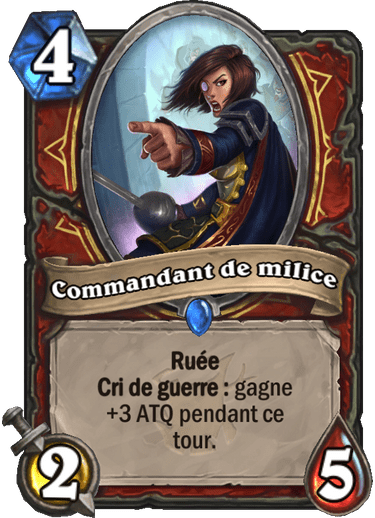 4
Commandant de milice
Ruée
Cri de guerre : gagne
+3 ATQ pendant ce
tour.
2
5